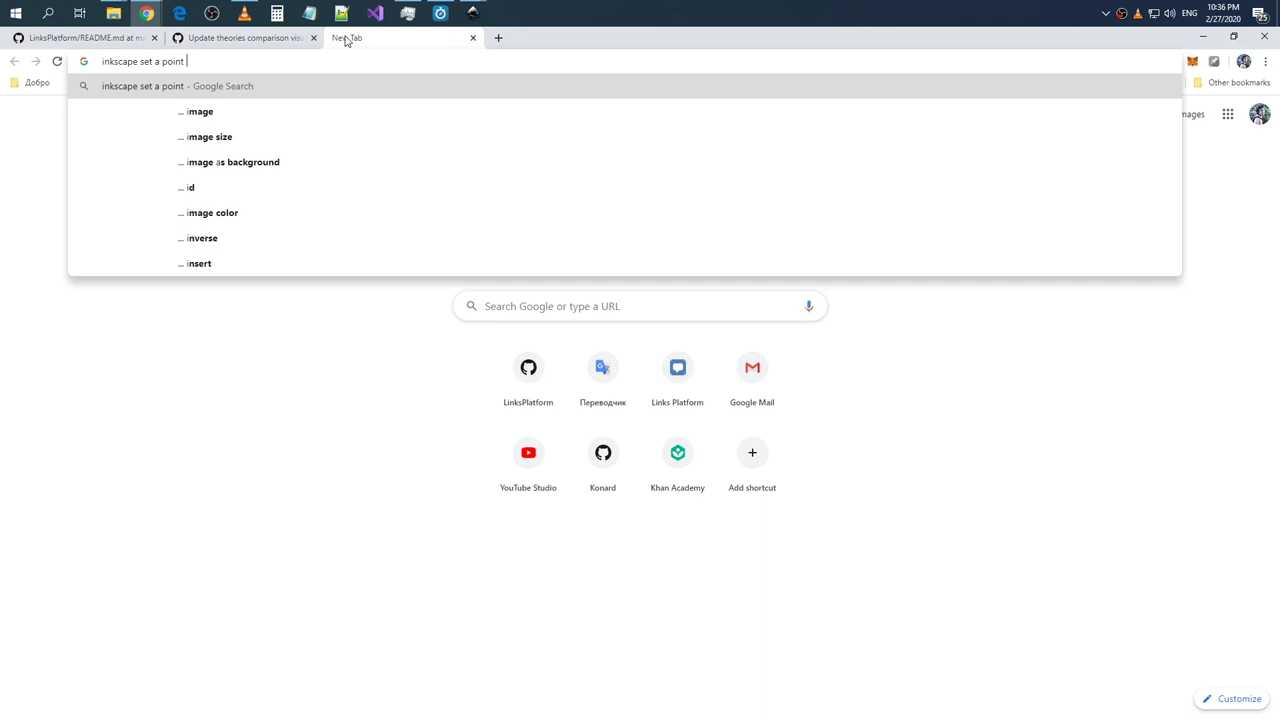 ENG
10:36 PM
2/27/2020
25
LinksPlatform/README.md at ma
Update theories comparison visu
Tab
inkscape set a point
Добро
Other bookmarks
inkscape set a point - Google Search
... image
... image size
... image as background
... id
... image color
... inverse
... insert
Search Google or type a URL
LinksPlatform
Переводчик
Links Platform
Google Mail
YouTube Studio
Konard
Khan Academy
Add shortcut
Customize